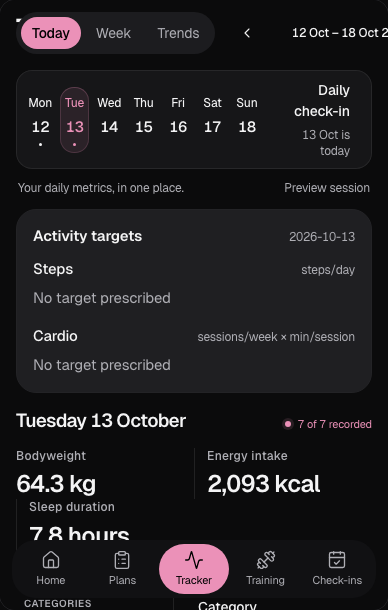 Today Week Trends 12 Oct – 18 Oct 2
Mon Tue Wed Thu Fri Sat Sun
12 13 14 15 16 17 18
Daily
check-in
13 Oct is
today
Your daily metrics, in one place. Preview session
Activity targets 2026-10-13
Steps steps/day
No target prescribed
Cardio sessions/week × min/session
No target prescribed
Tuesday 13 October 7 of 7 recorded
Bodyweight Energy intake
64.3 kg 2,093 kcal
Sleep duration
7.8 hours
Home Plans Tracker Training Check-ins
CATEGORIES Category